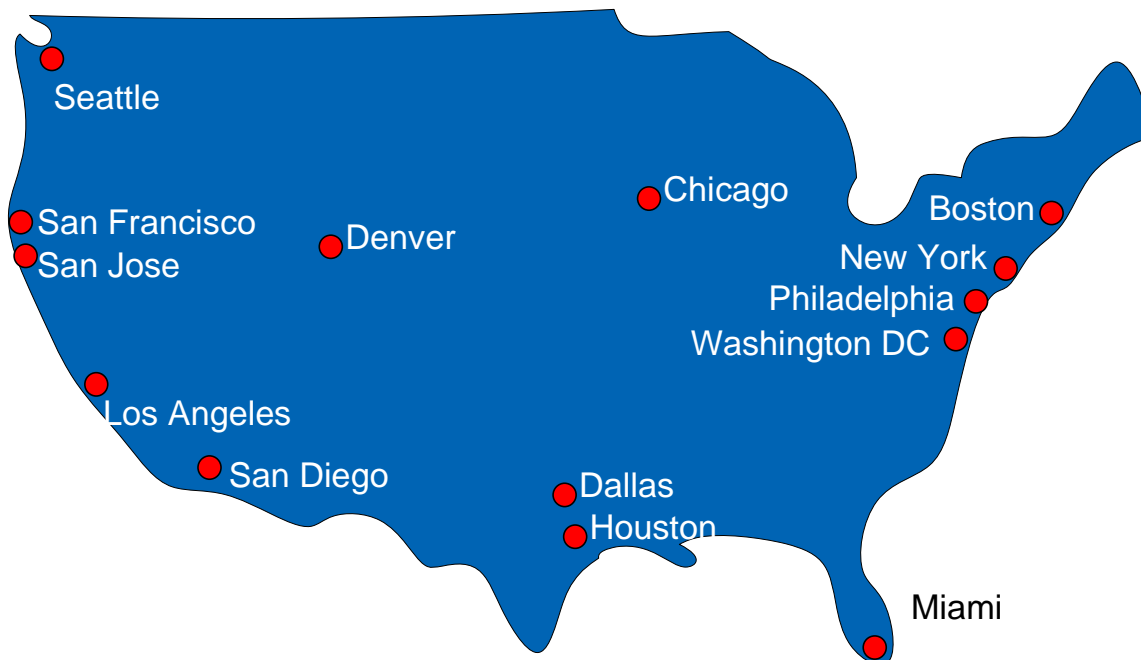 Seattle
Chicago
Boston
San Francisco
Denver
New York
San Jose
Philadelphia
Washington DC
Los Angeles
San Diego
Dallas
Houston
Miami